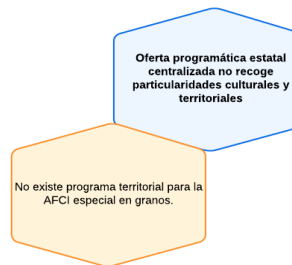 Oferta programática estatal
centralizada no recoge
particularidades culturales y
territoriales
No existe programa territorial para la
AFCI especial en granos.